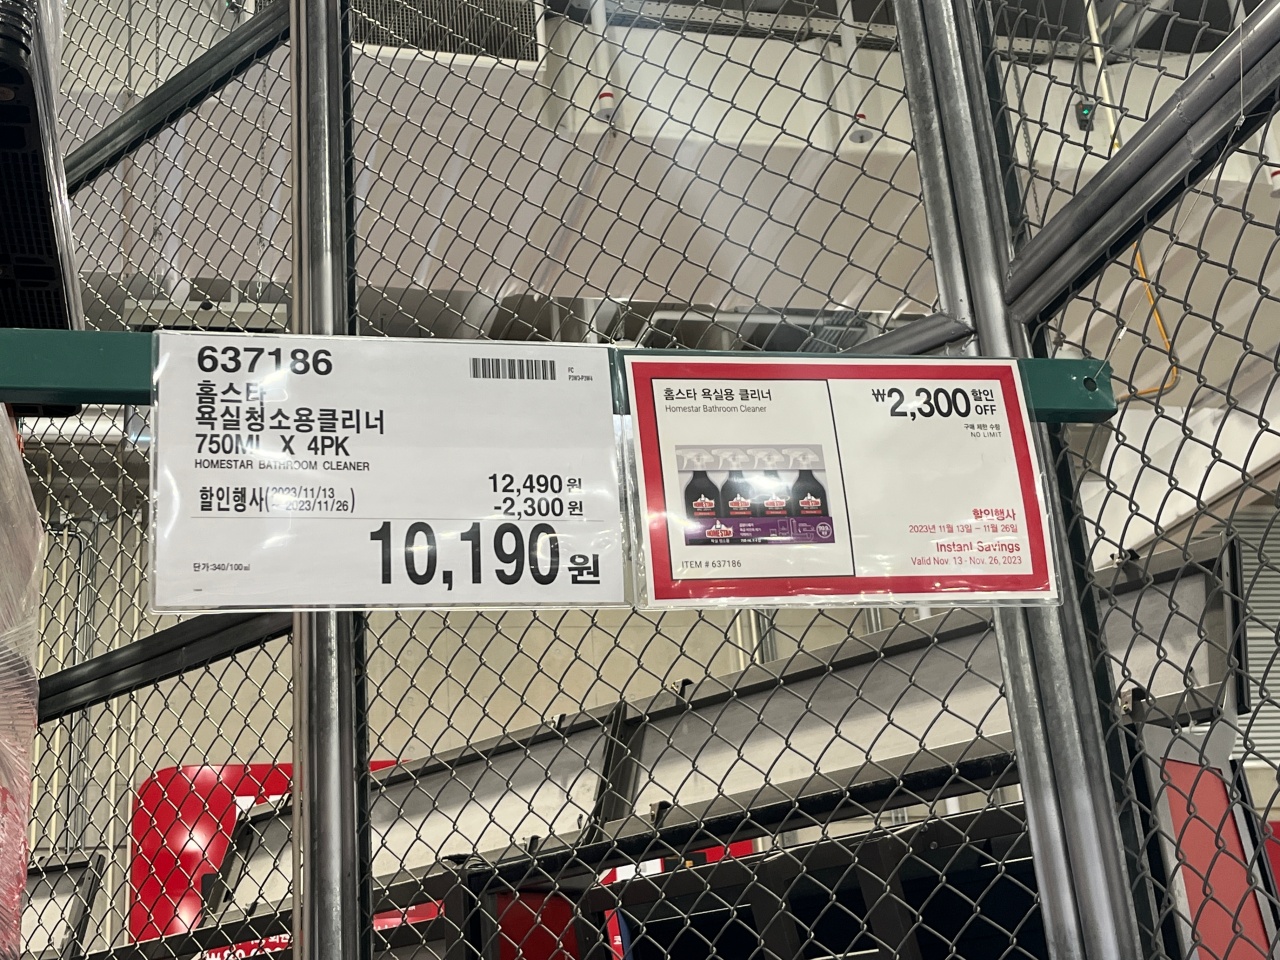 637186
홈스타
욕실청소용클리너
750ML X 4PK
HOMESTAR BATHROOM CLEANER
12,490 원
할인행사(2023/11/13 ~ 2023/11/26)
-2,300 원
10,190 원
단가:340/100㎖
홈스타 욕실용 클리너
Homestar Bathroom Cleaner
HOMESTAR
ITEM # 637186
₩2,300 할인 OFF
구매 제한 수량
NO LIMIT
할인행사
2023년 11월 13일 – 11월 26일
Instant Savings
Valid Nov 13 - Nov. 26, 2023